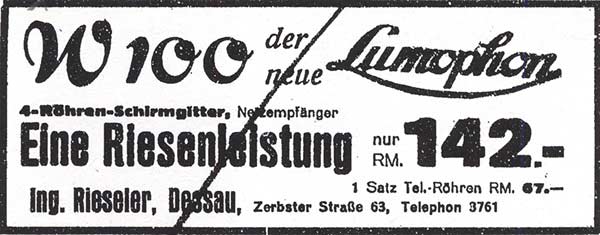 W 100 der neue Lumophon
4-Röhren-Schirmgitter, Netzempfänger
Eine Riesenleistung nur RM. 142.-
1 Satz Tel.-Röhren RM. 67.—
Ing. Rieseler, Dessau, Zerbster Straße 63, Telephon 3761